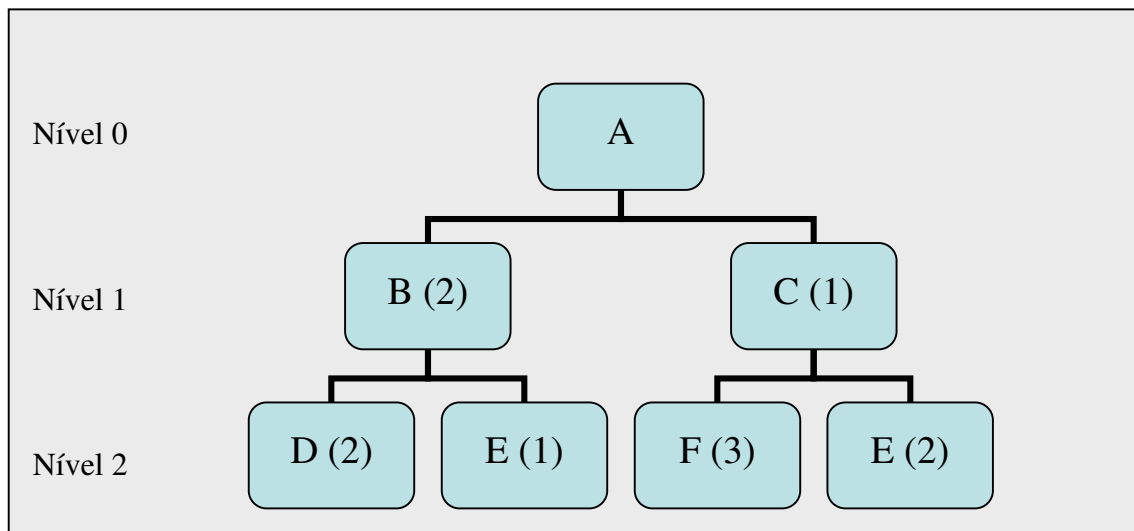 Nível 0
A
Nível 1
B (2)
C (1)
Nível 2
D (2)
E (1)
F (3)
E (2)